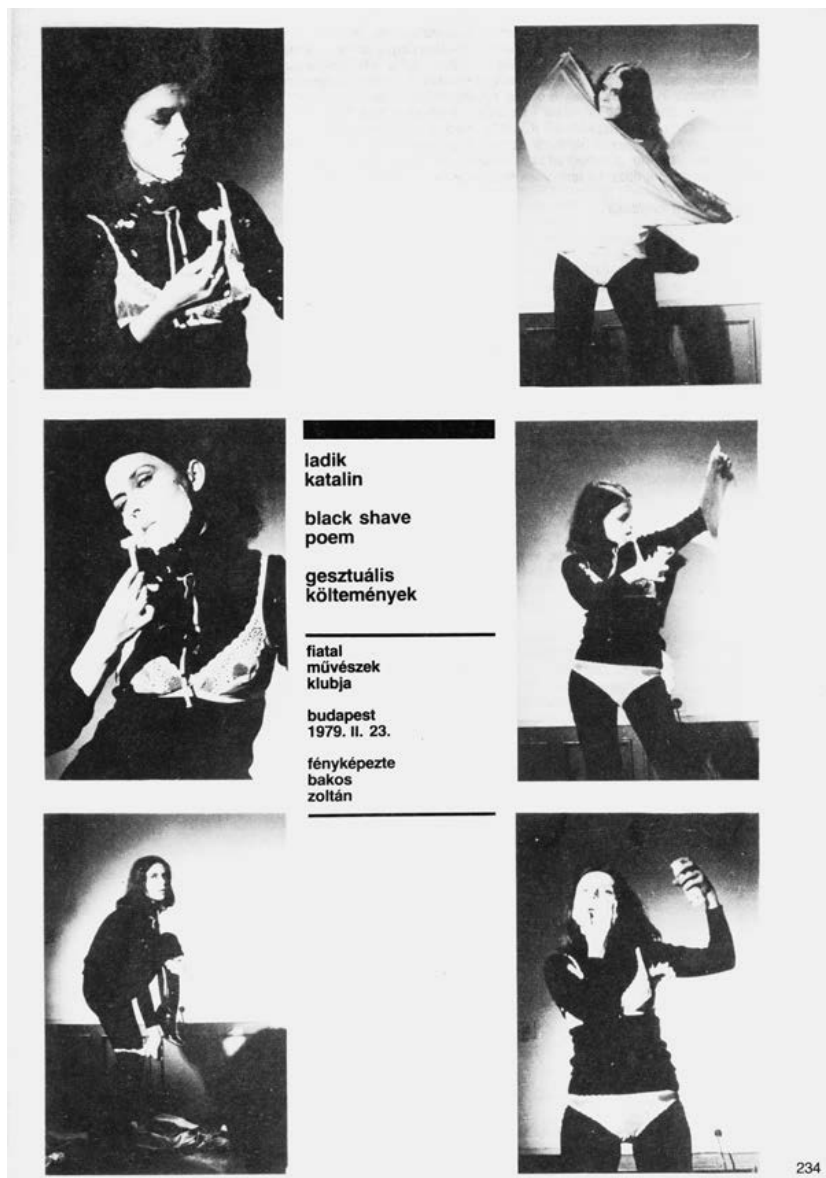 ladik
katalin
black shave
poem
gesztuális
költemények
fiatal
művészek
klubja
budapest
1979. II. 23.
fényképezte
bakos
zoltán
234